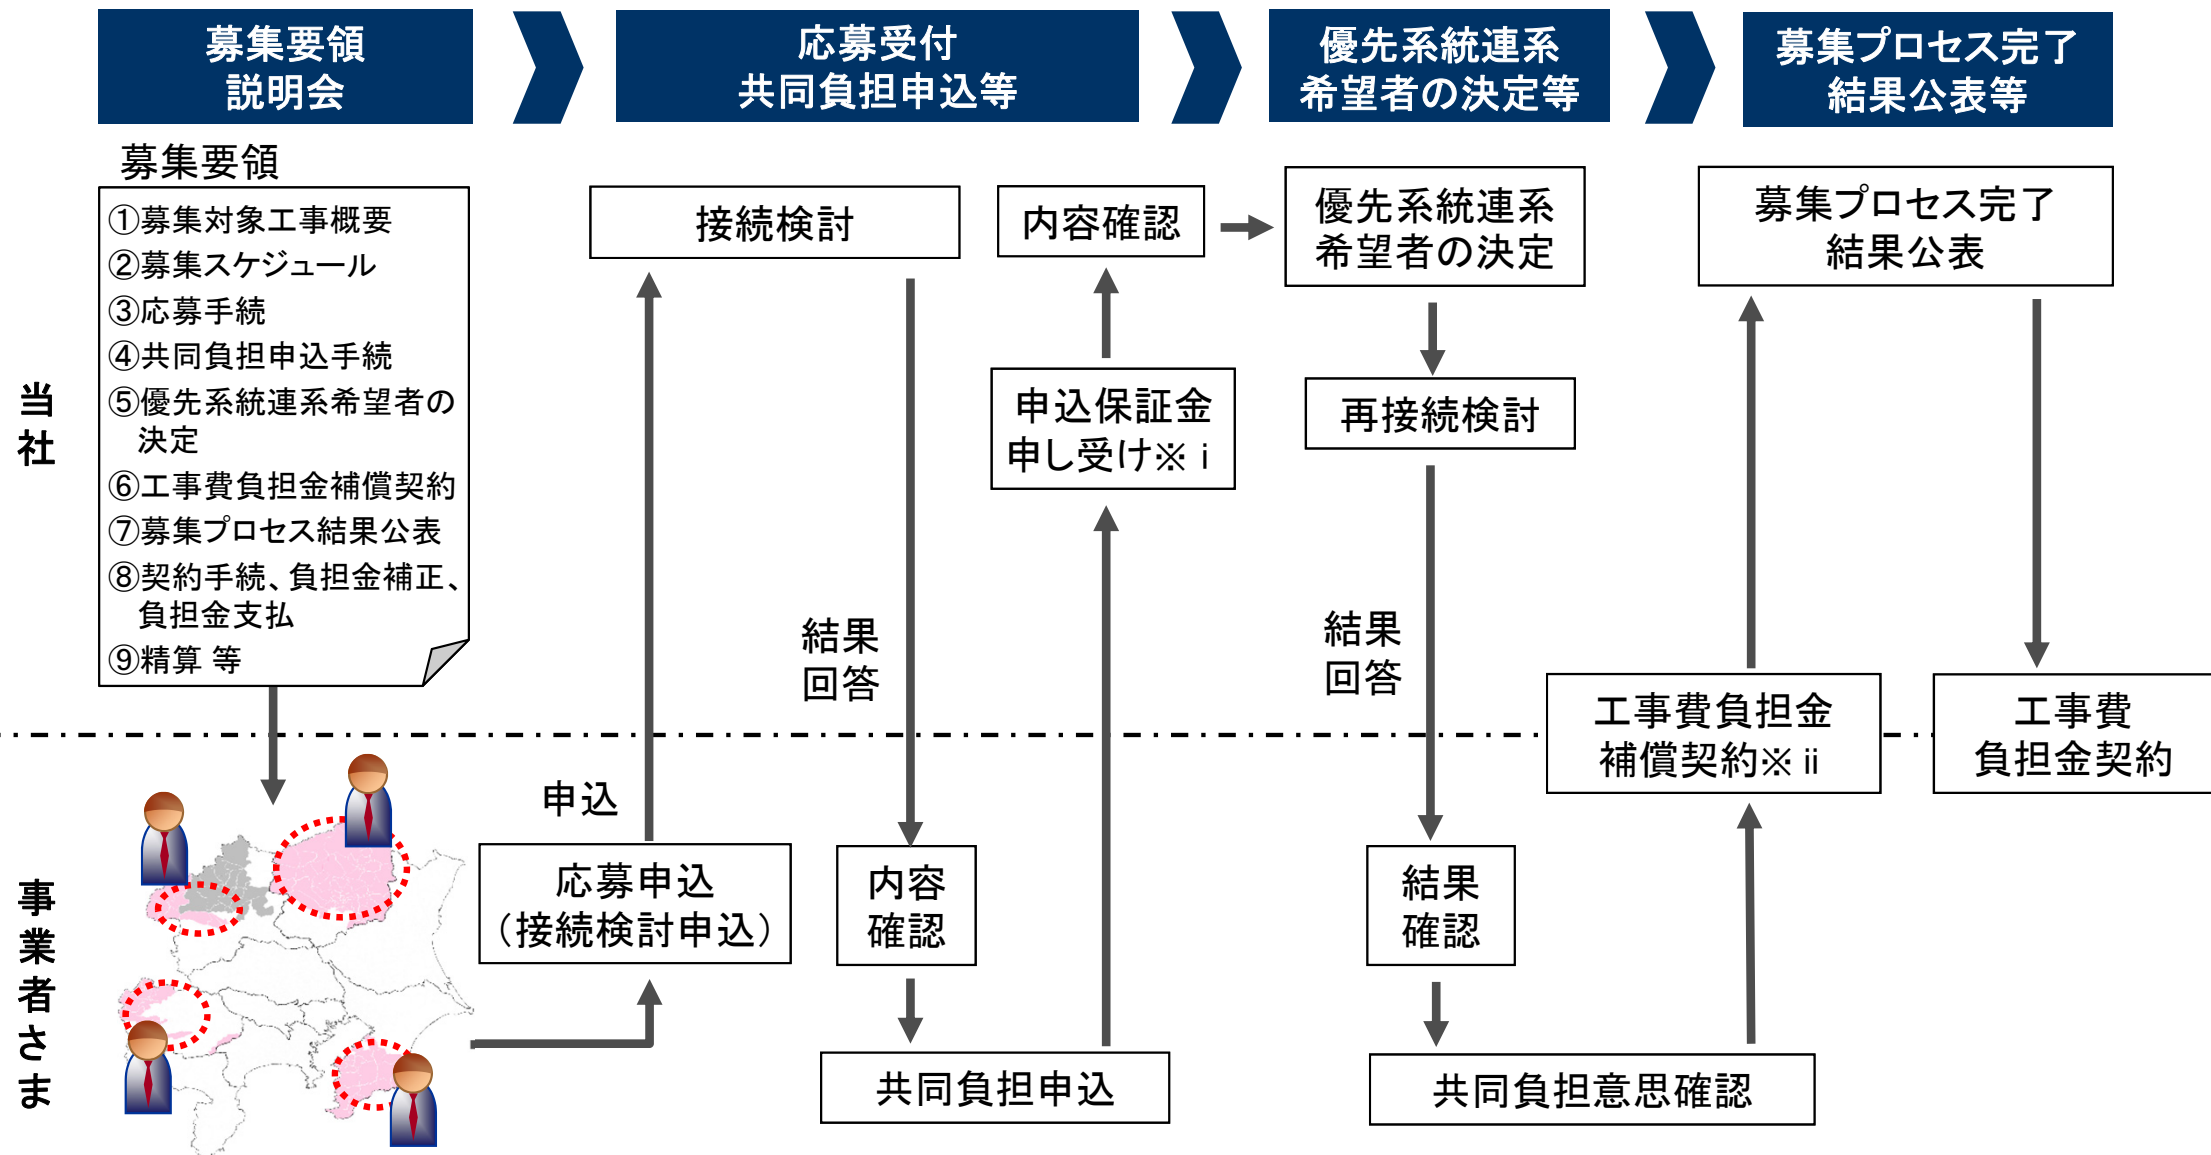 募集要領
説明会
応募受付
共同負担申込等
優先系統連系
希望者の決定等
募集プロセス完了
結果公表等
当社
募集要領
①募集対象工事概要
②募集スケジュール
③応募手続
④共同負担申込手続
⑤優先系統連系希望者の
決定
⑥工事費負担金補償契約
⑦募集プロセス結果公表
⑧契約手続、負担金補正、
負担金支払
⑨精算 等
接続検討
内容確認
優先系統連系
希望者の決定
募集プロセス完了
結果公表
申込保証金
申し受け※ⅰ
再接続検討
結果
回答
結果
回答
工事費負担金
補償契約※ⅱ
工事費
負担金契約
事業者さま
申込
応募申込
（接続検討申込）
内容
確認
結果
確認
共同負担申込
共同負担意思確認